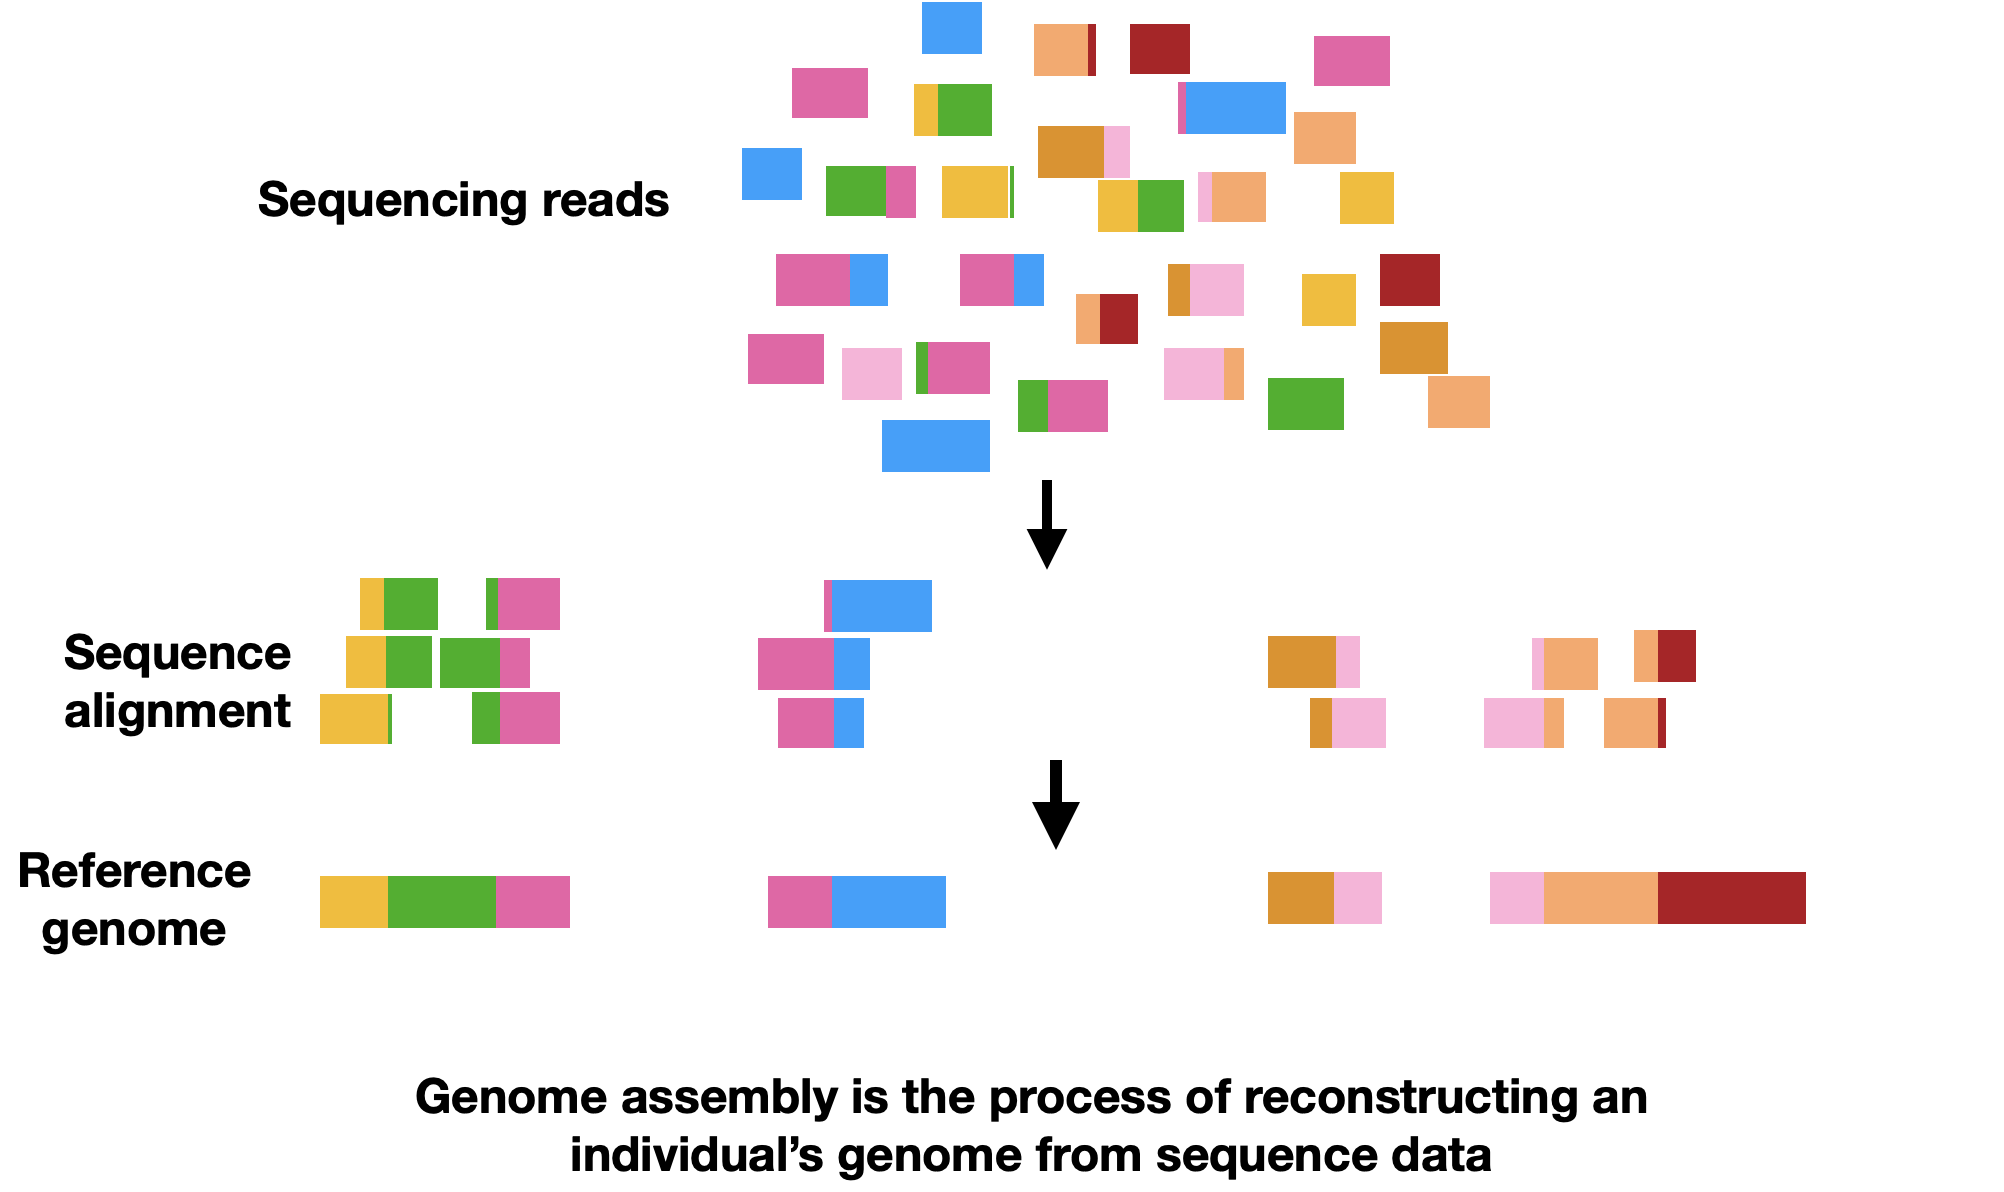 Sequencing reads
Sequence
alignment
Reference
genome
Genome assembly is the process of reconstructing an
individual’s genome from sequence data